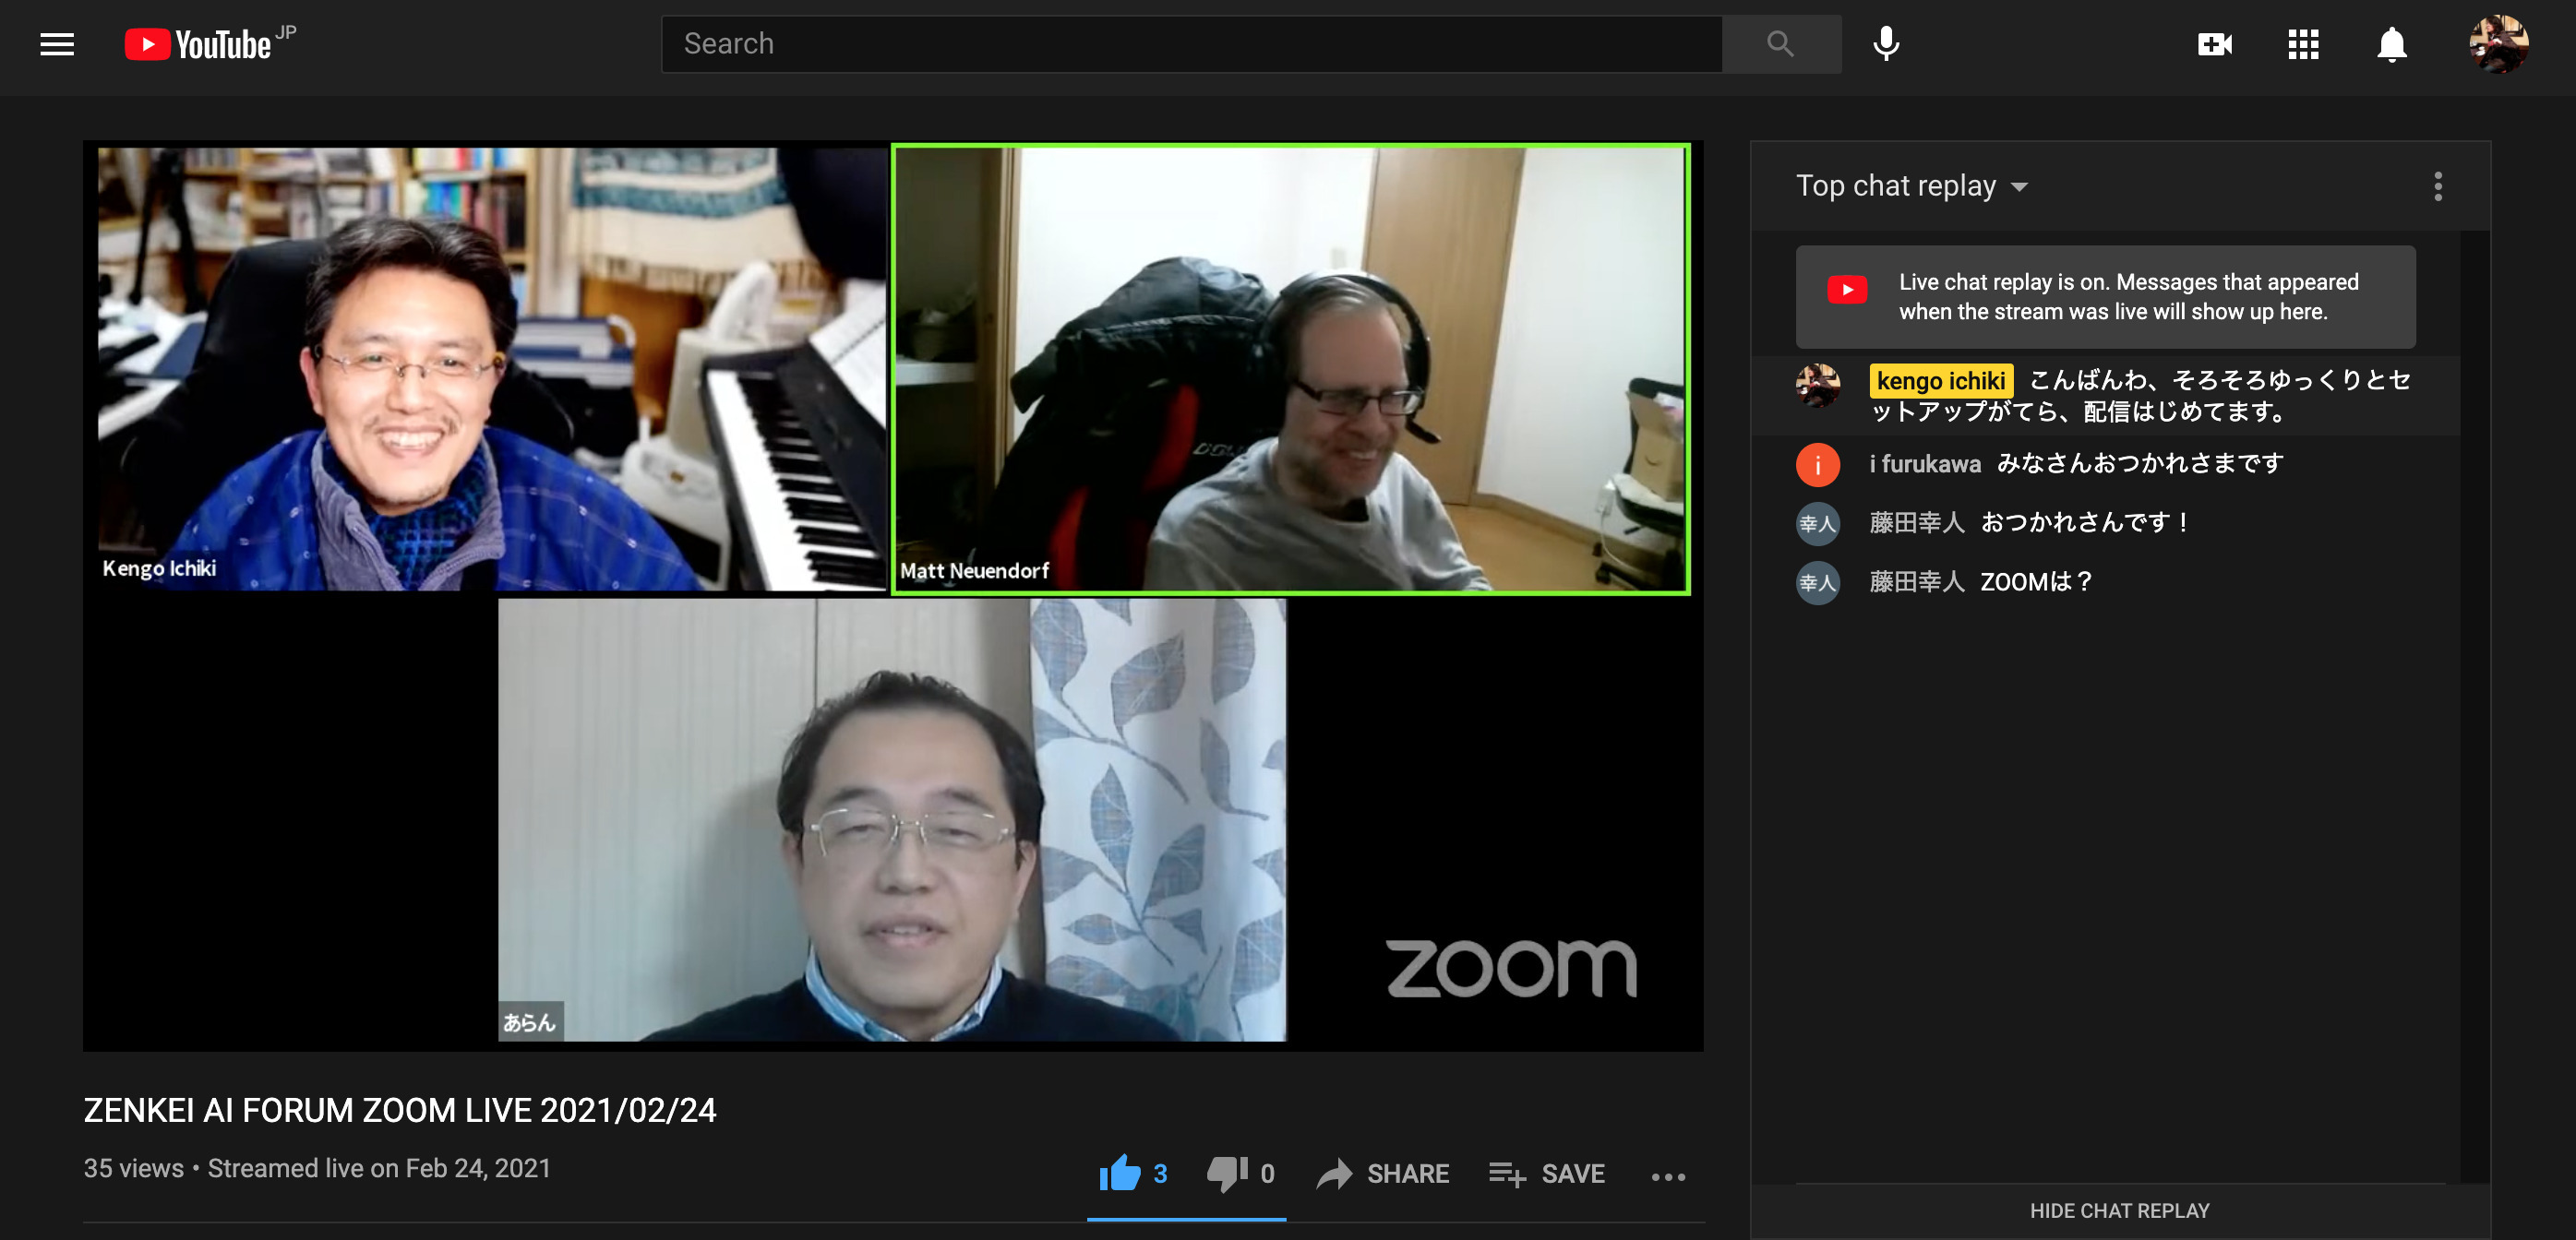 YouTube JP
Search
Kengo Ichiki
Matt Neuendorf
あらん
zoom
ZENKEI AI FORUM ZOOM LIVE 2021/02/24
35 views • Streamed live on Feb 24, 2021
3
0
SHARE
SAVE
Top chat replay
Live chat replay is on. Messages that appeared
when the stream was live will show up here.
kengo ichiki こんばんわ、そろそろゆっくりとセ
ットアップがてら、配信はじめてます。
i
i furukawa みなさんおつかれさまです
幸人
藤田幸人 おつかれさんです！
幸人
藤田幸人 ZOOMは？
HIDE CHAT REPLAY